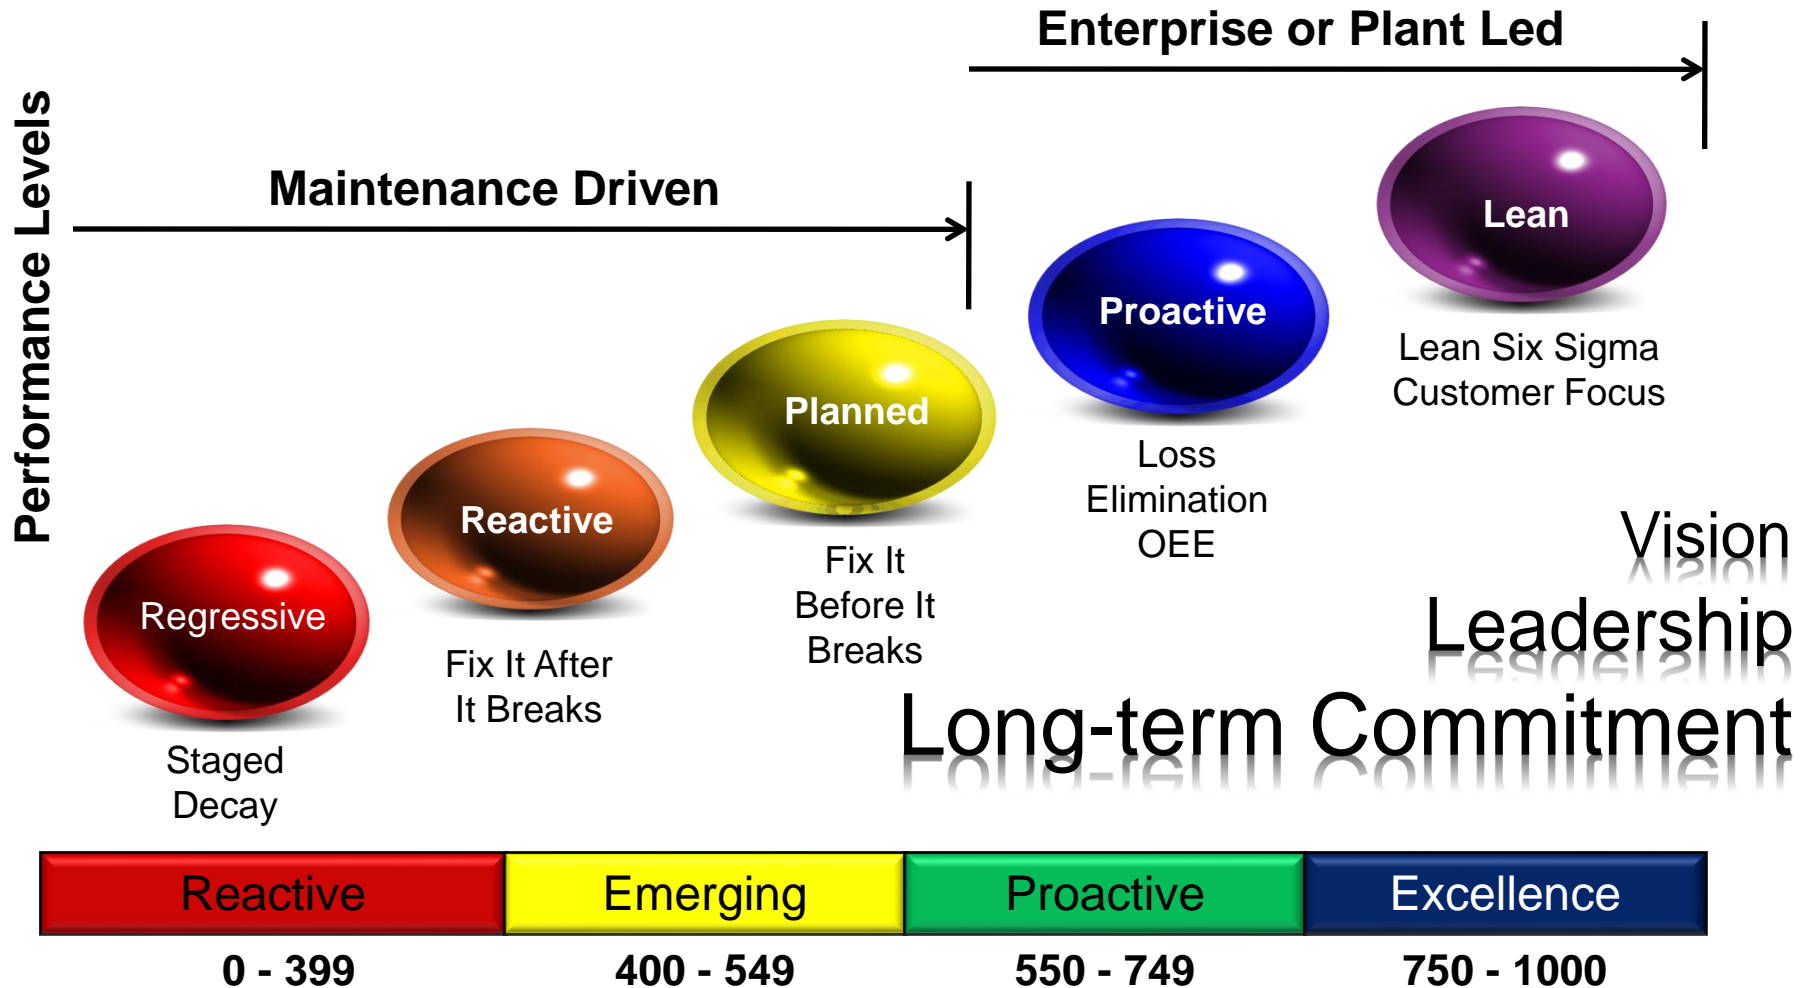 Enterprise or Plant Led
Performance Levels
Maintenance Driven
Lean
Lean Six Sigma
Customer Focus
Proactive
Loss
Elimination
OEE
Planned
Fix It
Before It
Breaks
Reactive
Fix It After
It Breaks
Regressive
Staged
Decay
Vision
Leadership
Long-term Commitment
Reactive
Emerging
Proactive
Excellence
0 - 399
400 - 549
550 - 749
750 - 1000